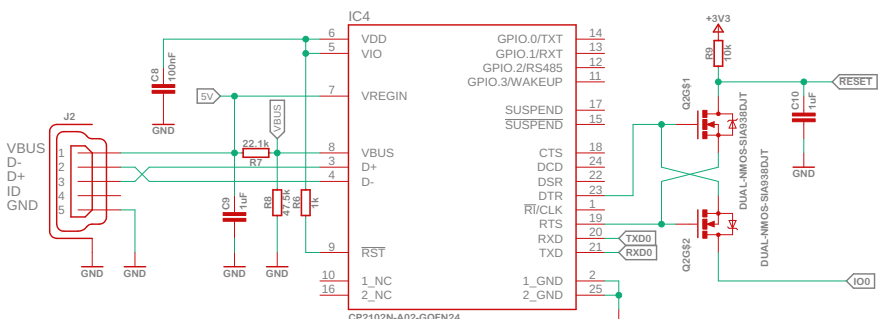 IC4
6 VDD
5 VIO
7 VREGIN
8 VBUS
3 D+
4 D-
9 RST
10 1_NC
16 2_NC
GPIO.0/TXT 14
GPIO.1/RXT 13
GPIO.2/RS485 12
GPIO.3/WAKEUP 11
SUSPEND 17
SUSPEND 15
CTS 18
DCD 24
DSR 22
DTR 23
RI/CLK 1
RTS 19
RXD 20
TXD 21
1_GND 2
2_GND 25
CP2102N-A02-GQFN24
C8
100nF
GND
5V
VBUS
J2
VBUS 1
D- 2
D+ 3
ID 4
GND 5
GND
GND
22.1k
R7
C9
1uF
GND
R8
47.5k
GND
R6
1k
TXD0
RXD0
+3V3
R9
10k
RESET
C10
1uF
GND
Q2G$1
DUAL-NMOS-SIA938DJT
Q2G$2
DUAL-NMOS-SIA938DJT
IO0